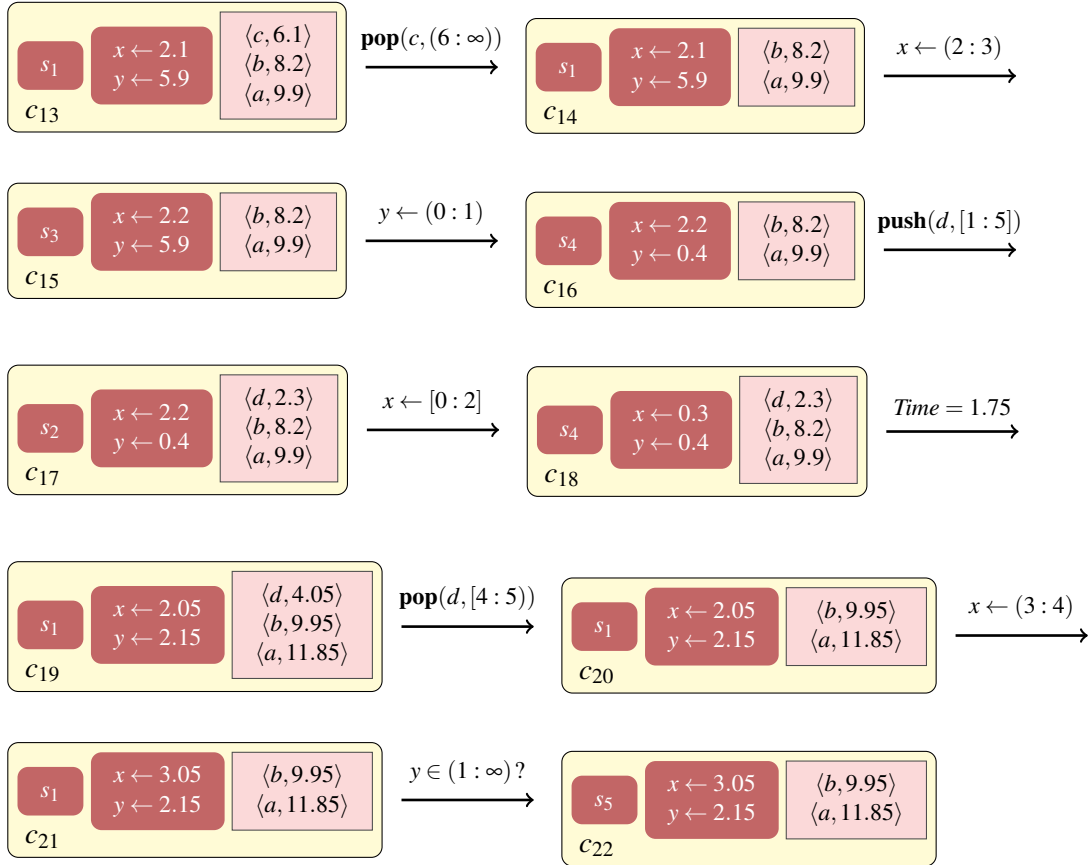 s₁ x ← 2.1 ⟨c, 6.1⟩
y ← 5.9 ⟨b, 8.2⟩
⟨a, 9.9⟩
c₁₃
pop(c, (6 : ∞))
s₁ x ← 2.1 ⟨b, 8.2⟩
y ← 5.9 ⟨a, 9.9⟩
c₁₄
x ← (2 : 3)
s₃ x ← 2.2 ⟨b, 8.2⟩
y ← 5.9 ⟨a, 9.9⟩
c₁₅
y ← (0 : 1)
s₄ x ← 2.2 ⟨b, 8.2⟩
y ← 0.4 ⟨a, 9.9⟩
c₁₆
push(d, [1 : 5])
s₂ x ← 2.2 ⟨d, 2.3⟩
y ← 0.4 ⟨b, 8.2⟩
⟨a, 9.9⟩
c₁₇
x ← [0 : 2]
s₄ x ← 0.3 ⟨d, 2.3⟩
y ← 0.4 ⟨b, 8.2⟩
⟨a, 9.9⟩
c₁₈
Time = 1.75
s₁ x ← 2.05 ⟨d, 4.05⟩
y ← 2.15 ⟨b, 9.95⟩
⟨a, 11.85⟩
c₁₉
pop(d, [4 : 5))
s₁ x ← 2.05 ⟨b, 9.95⟩
y ← 2.15 ⟨a, 11.85⟩
c₂₀
x ← (3 : 4)
s₁ x ← 3.05 ⟨b, 9.95⟩
y ← 2.15 ⟨a, 11.85⟩
c₂₁
y ∈ (1 : ∞)?
s₅ x ← 3.05 ⟨b, 9.95⟩
y ← 2.15 ⟨a, 11.85⟩
c₂₂